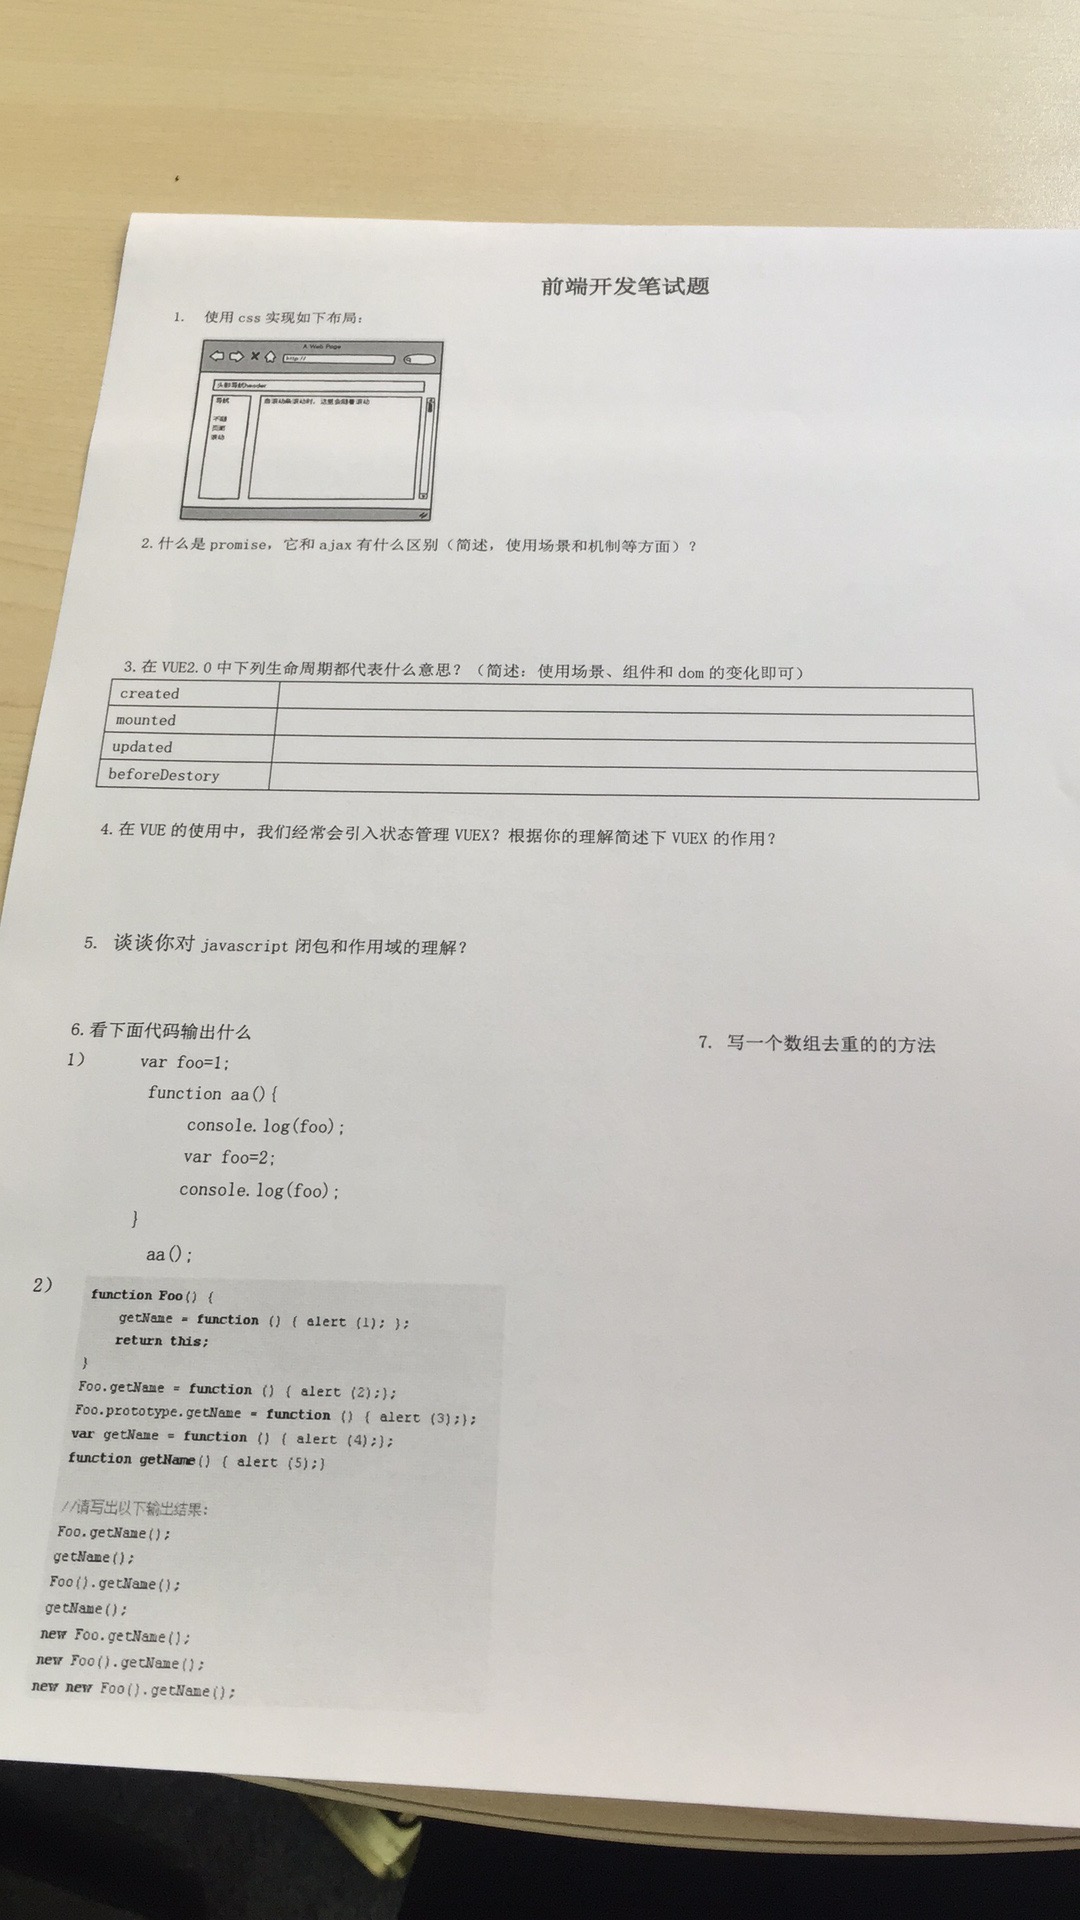 前端开发笔试题
1. 使用 css 实现如下布局：
A Web Page
http://
头部导航header
导航
当滚动条滚动时，这里会随着滚动
不随
页面
滚动
2.什么是 promise，它和 ajax 有什么区别（简述，使用场景和机制等方面）？
3.在 VUE2.0 中下列生命周期都代表什么意思？（简述：使用场景、组件和 dom 的变化即可）
created
mounted
updated
beforeDestory
4.在 VUE 的使用中，我们经常会引入状态管理 VUEX？根据你的理解简述下 VUEX 的作用？
5. 谈谈你对 javascript 闭包和作用域的理解？
6.看下面代码输出什么
1) var foo=1;
function aa(){
console.log(foo);
var foo=2;
console.log(foo);
}
aa();
2)
function Foo() {
getName = function () { alert (1); };
return this;
}
Foo.getName = function () { alert (2);};
Foo.prototype.getName = function () { alert (3);};
var getName = function () { alert (4);};
function getName() { alert (5);}
//请写出以下输出结果：
Foo.getName();
getName();
Foo().getName();
getName();
new Foo.getName();
new Foo().getName();
new new Foo().getName();
7. 写一个数组去重的的方法